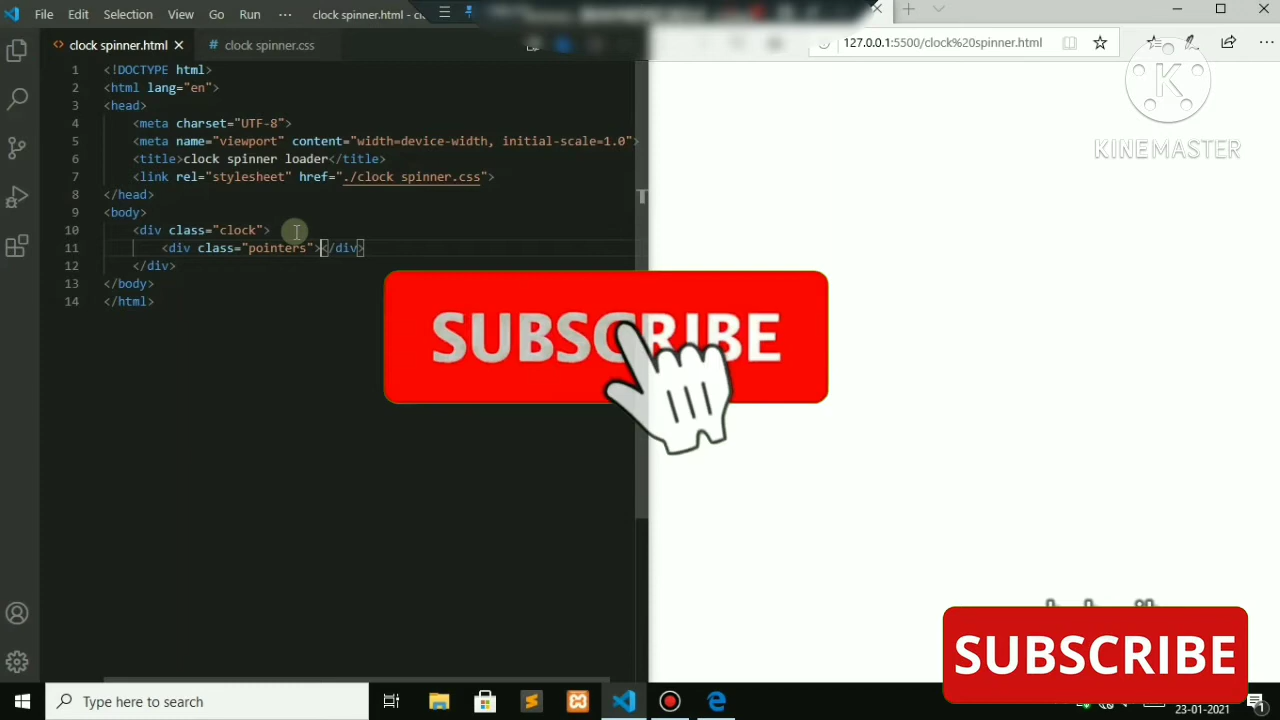 File Edit Selection View Go Run ··· clock spinner.html - c
clock spinner.html
# clock spinner.css
127.0.0.1:5500/clock%20spinner.html
1 <!DOCTYPE html>
2 <html lang="en">
3 <head>
4 <meta charset="UTF-8">
5 <meta name="viewport" content="width=device-width, initial-scale=1.0">
6 <title>clock spinner loader</title>
7 <link rel="stylesheet" href="./clock spinner.css">
8 </head>
9 <body>
10 <div class="clock">
11 <div class="pointers"></div>
12 </div>
13 </body>
14 </html>
K
KINEMASTER
SUBSCRIBE
SUBSCRIBE
Type here to search
23-01-2021
1